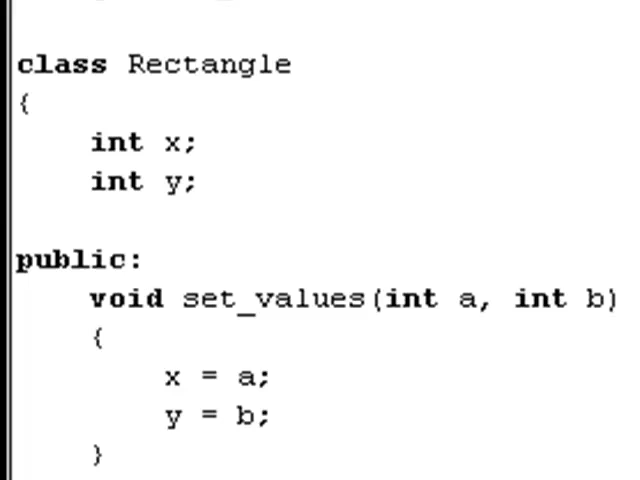 class Rectangle
{
int x;
int y;
public:
void set_values(int a, int b)
{
x = a;
y = b;
}